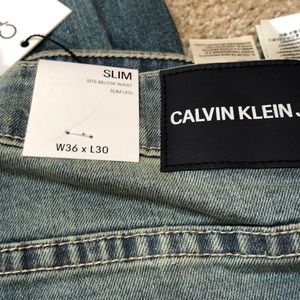 SLIM
SITS BELOW WAIST
SLIM LEG
W36 x L30
CALVIN KLEIN J